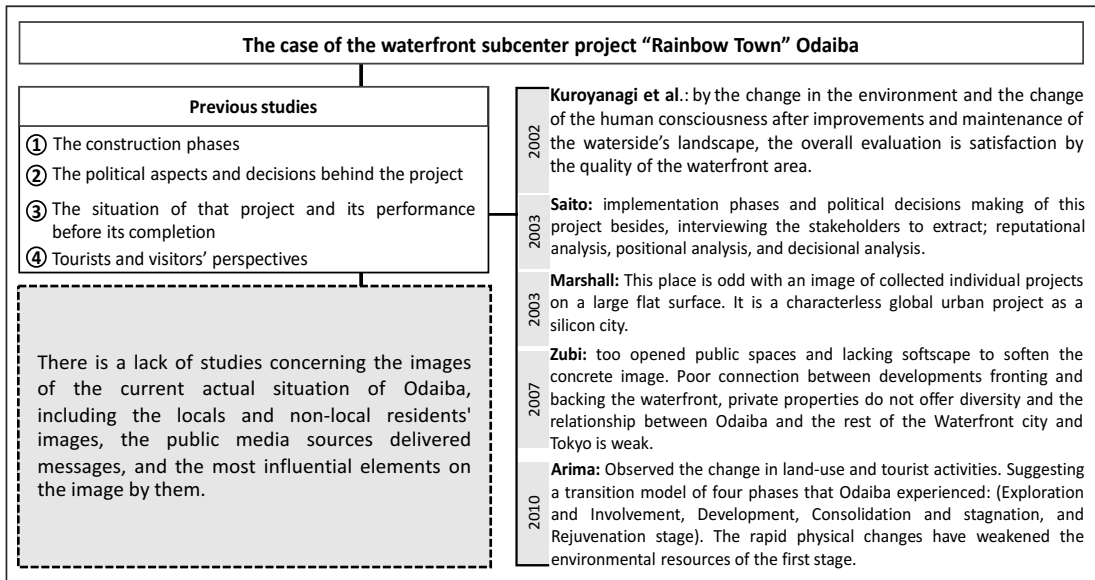 The case of the waterfront subcenter project “Rainbow Town” Odaiba
Previous studies
① The construction phases
② The political aspects and decisions behind the project
③ The situation of that project and its performance
before its completion
④ Tourists and visitors’ perspectives
There is a lack of studies concerning the images
of the current actual situation of Odaiba,
including the locals and non-local residents'
images, the public media sources delivered
messages, and the most influential elements on
the image by them.
2002
Kuroyanagi et al.: by the change in the environment and the change
of the human consciousness after improvements and maintenance of
the waterside’s landscape, the overall evaluation is satisfaction by
the quality of the waterfront area.
2003
Saito: implementation phases and political decisions making of this
project besides, interviewing the stakeholders to extract; reputational
analysis, positional analysis, and decisional analysis.
2003
Marshall: This place is odd with an image of collected individual projects
on a large flat surface. It is a characterless global urban project as a
silicon city.
2007
Zubi: too opened public spaces and lacking softscape to soften the
concrete image. Poor connection between developments fronting and
backing the waterfront, private properties do not offer diversity and the
relationship between Odaiba and the rest of the Waterfront city and
Tokyo is weak.
2010
Arima: Observed the change in land-use and tourist activities. Suggesting
a transition model of four phases that Odaiba experienced: (Exploration
and Involvement, Development, Consolidation and stagnation, and
Rejuvenation stage). The rapid physical changes have weakened the
environmental resources of the first stage.